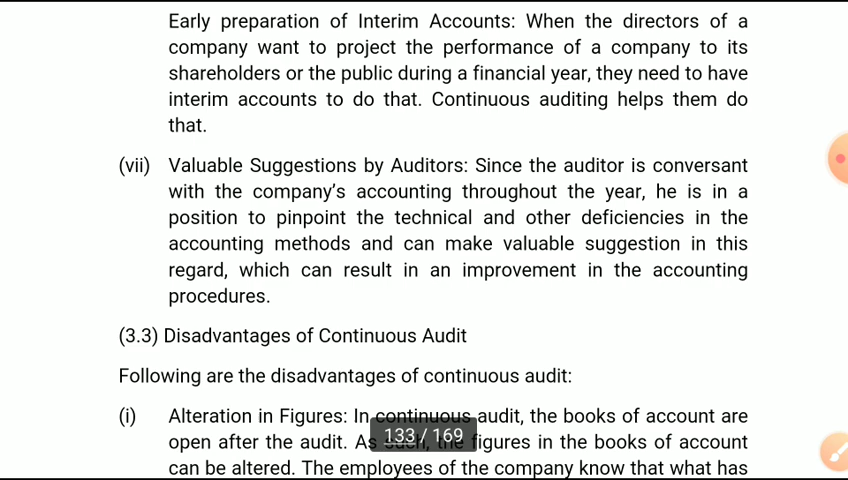 Early preparation of Interim Accounts: When the directors of a
company want to project the performance of a company to its
shareholders or the public during a financial year, they need to have
interim accounts to do that. Continuous auditing helps them do
that.
(vii) Valuable Suggestions by Auditors: Since the auditor is conversant
with the company's accounting throughout the year, he is in a
position to pinpoint the technical and other deficiencies in the
accounting methods and can make valuable suggestion in this
regard, which can result in an improvement in the accounting
procedures.
(3.3) Disadvantages of Continuous Audit
Following are the disadvantages of continuous audit:
(i) Alteration in Figures: In continuous audit, the books of account are
open after the audit. As such, the figures in the books of account
133 / 169
can be altered. The employees of the company know that what has